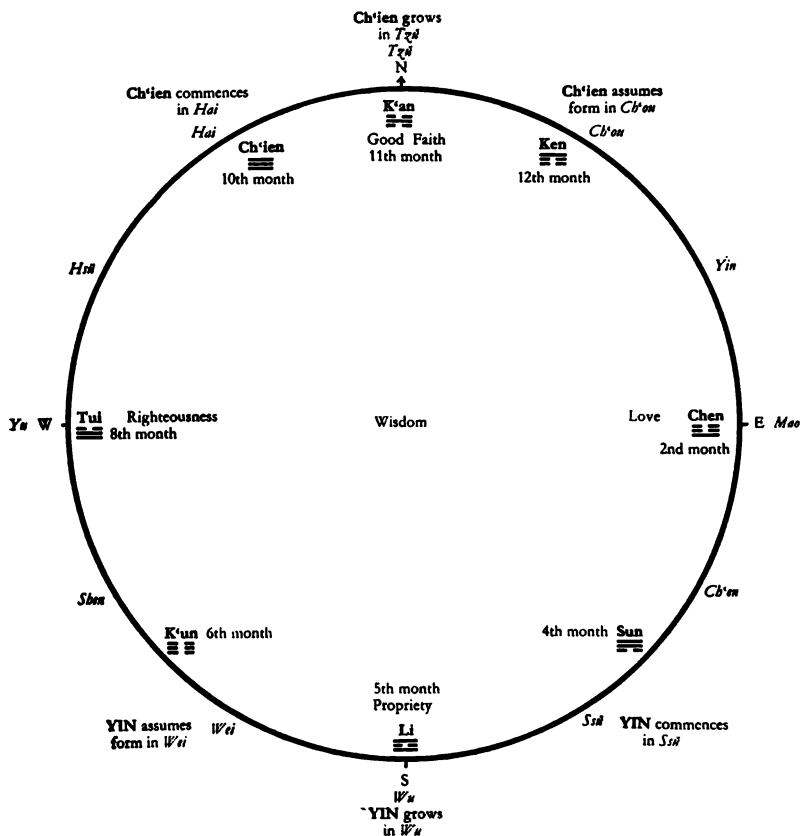 Ch‘ien grows
in Tzŭ
Tzŭ
N
Ch‘ien commences
in Hai
Hai
Ch‘ien assumes
form in Ch‘ou
Ch‘ou
K‘an
Good Faith
11th month
Ch‘ien
10th month
Ken
12th month
Hsü
Yin
Yu W
Tui
Righteousness
8th month
Wisdom
Love
Chen
2nd month
E Mao
Shen
Ch‘en
K‘un 6th month
4th month Sun
5th month
Propriety
Li
YIN assumes
form in Wei
Wei
Ssŭ
YIN commences
in Ssŭ
S
Wu
YIN grows
in Wu